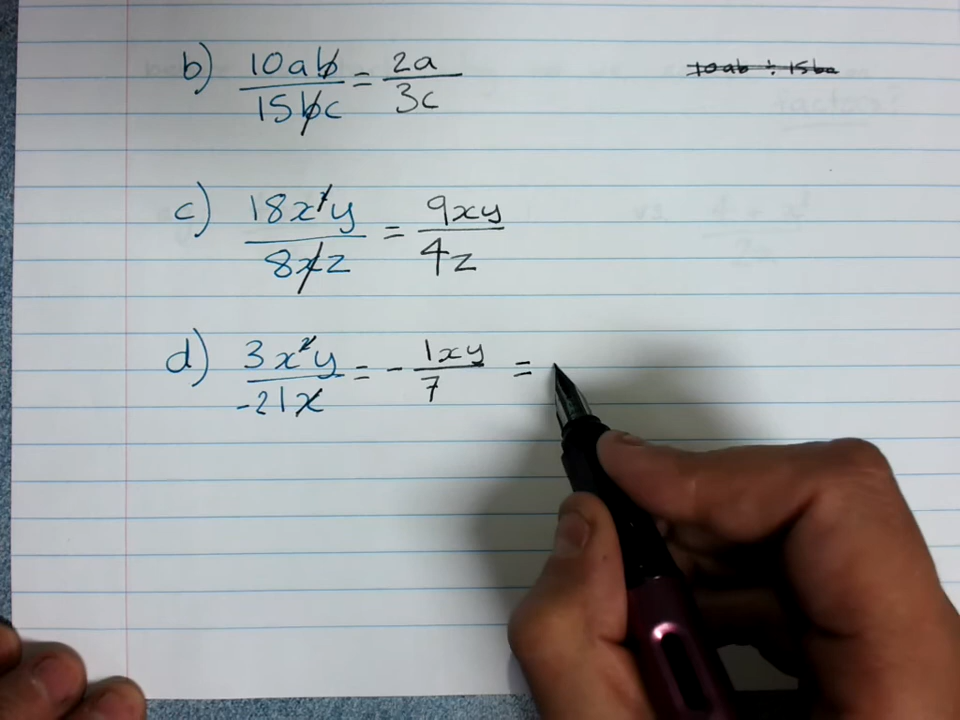 b) 10ab/15bc = 2a/3c
10ab ÷ 15ba
c) 18x²y/8xz = 9xy/4z
d) 3x²y/-21x = - 1xy/7 =